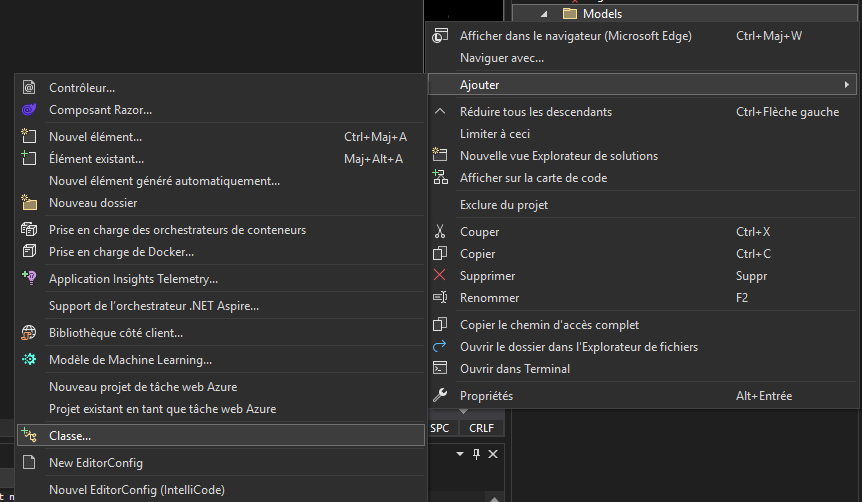 Models
Afficher dans le navigateur (Microsoft Edge) Ctrl+Maj+W
Naviguer avec...
Ajouter
Réduire tous les descendants Ctrl+Flèche gauche
Limiter à ceci
Nouvelle vue Explorateur de solutions
Afficher sur la carte de code
Exclure du projet
Couper Ctrl+X
Copier Ctrl+C
Supprimer Suppr
Renommer F2
Copier le chemin d'accès complet
Ouvrir le dossier dans l'Explorateur de fichiers
Ouvrir dans Terminal
Propriétés Alt+Entrée
Contrôleur...
Composant Razor...
Nouvel élément... Ctrl+Maj+A
Élément existant... Maj+Alt+A
Nouvel élément généré automatiquement...
Nouveau dossier
Prise en charge des orchestrateurs de conteneurs
Prise en charge de Docker...
Application Insights Telemetry...
Support de l'orchestrateur .NET Aspire...
Bibliothèque côté client...
Modèle de Machine Learning...
Nouveau projet de tâche web Azure
Projet existant en tant que tâche web Azure
Classe...
New EditorConfig
Nouvel EditorConfig (IntelliCode)
SPC CRLF